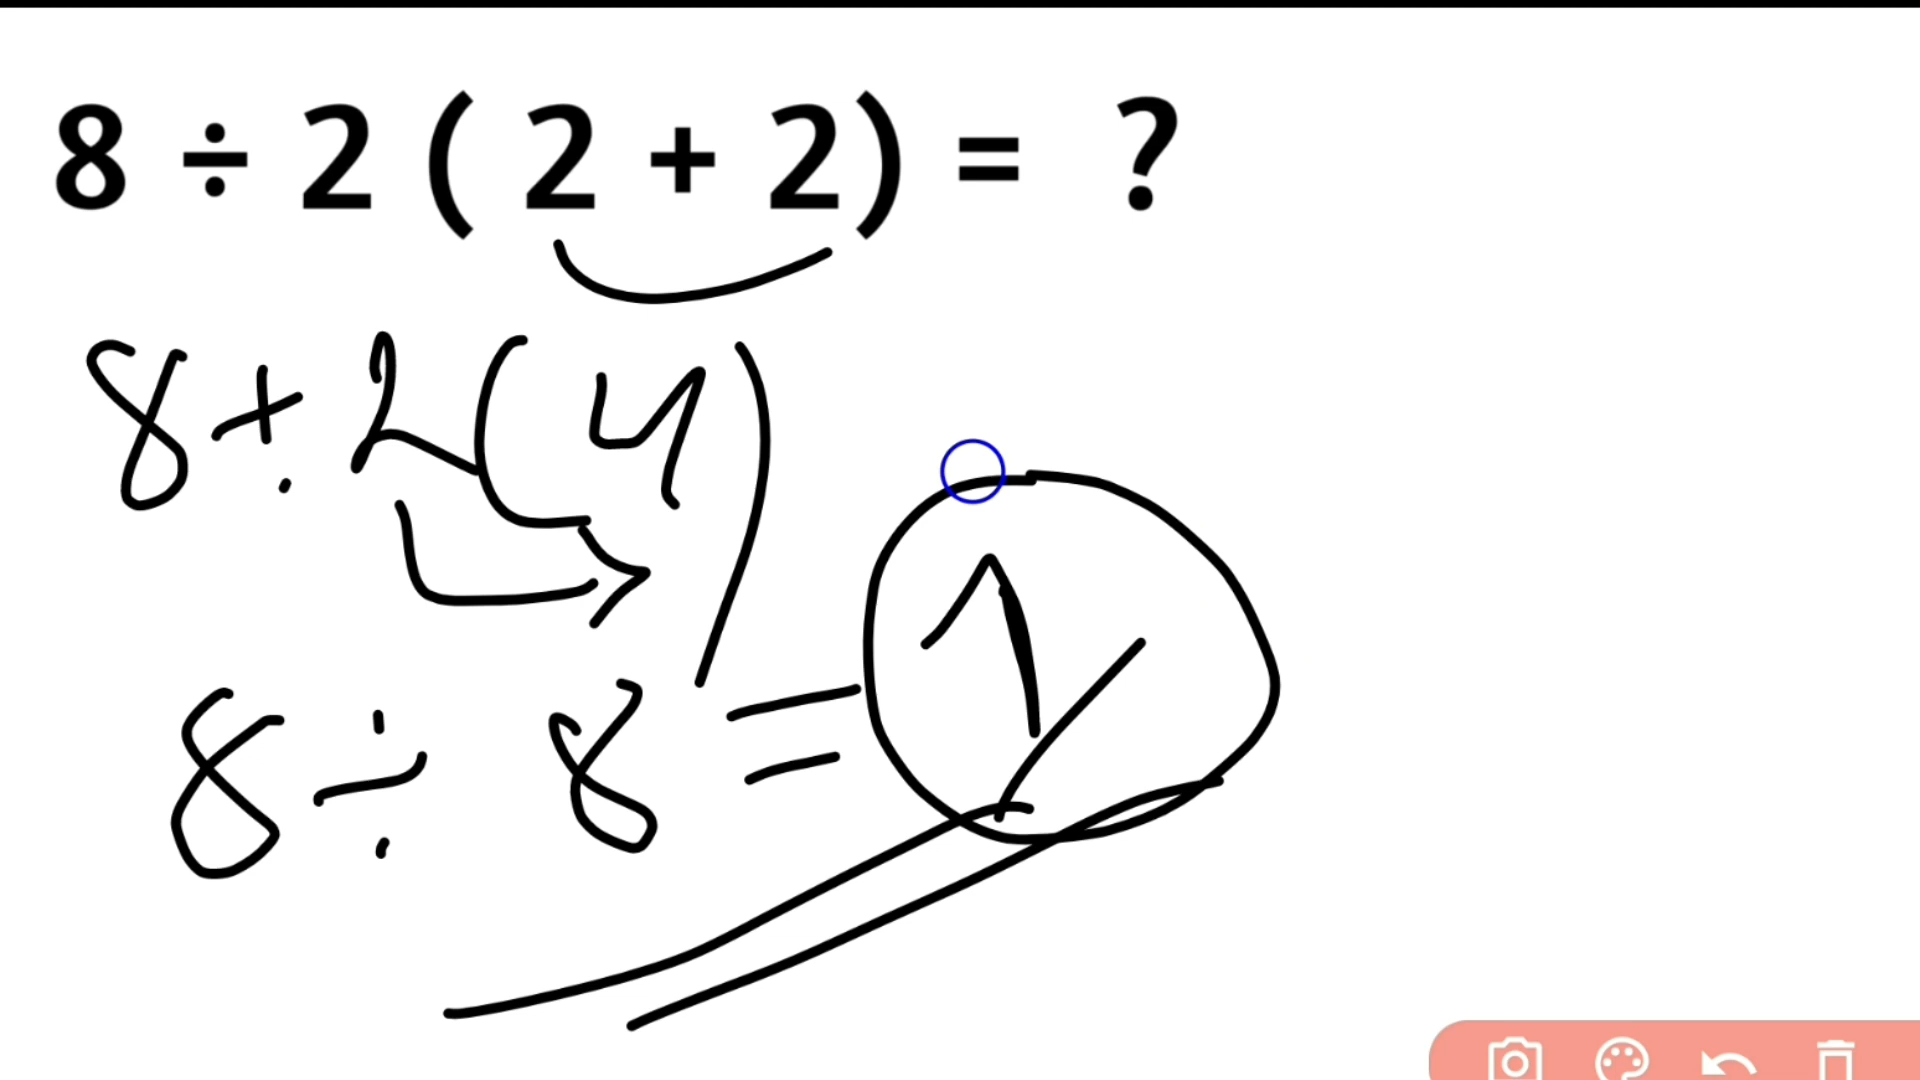 8 ÷ 2 ( 2 + 2) = ?
8 ÷ 2(4)
8 ÷ 8 = 1